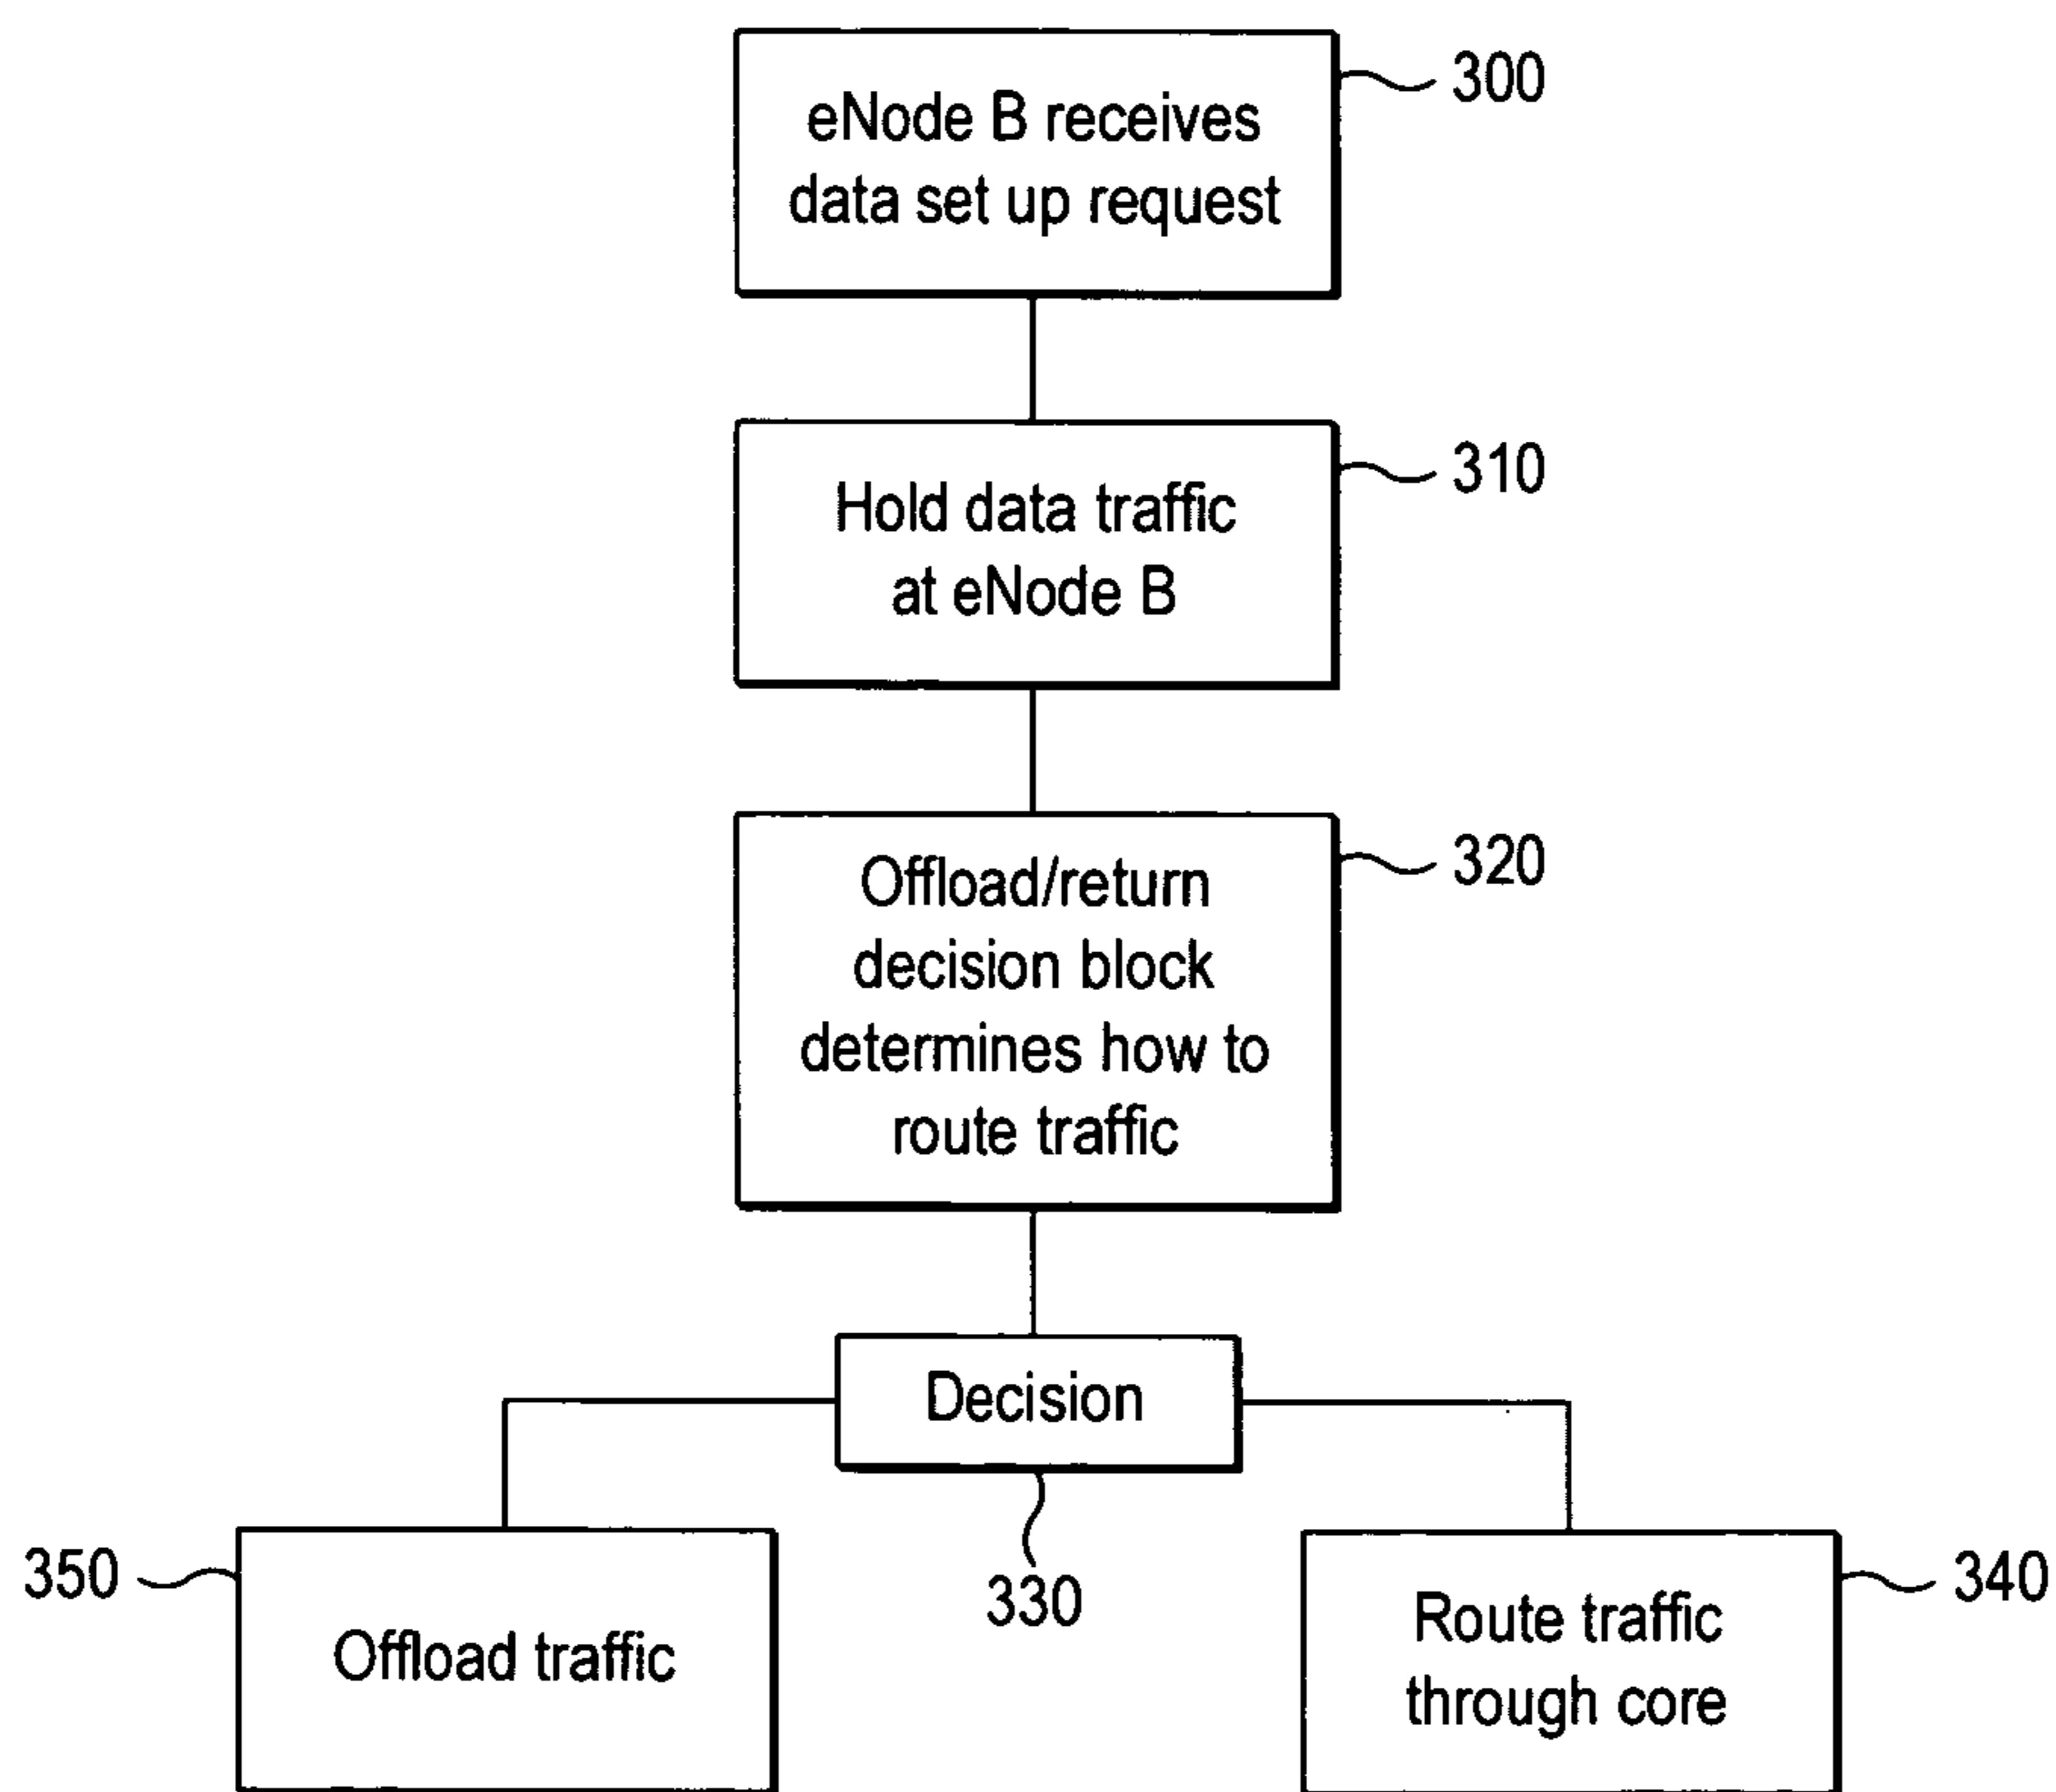 eNode B receives
data set up request
300
Hold data traffic
at eNode B
310
Offload/return
decision block
determines how to
route traffic
320
Decision
330
350
Offload traffic
Route traffic
through core
340